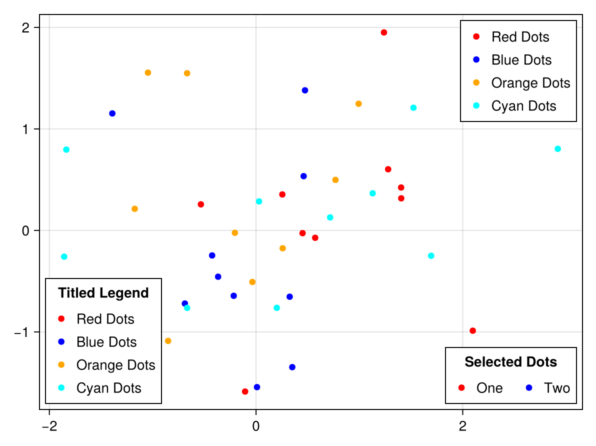 2
1
0
−1
−2
0
2
Red Dots
Blue Dots
Orange Dots
Cyan Dots
Titled Legend
Red Dots
Blue Dots
Orange Dots
Cyan Dots
Selected Dots
One Two